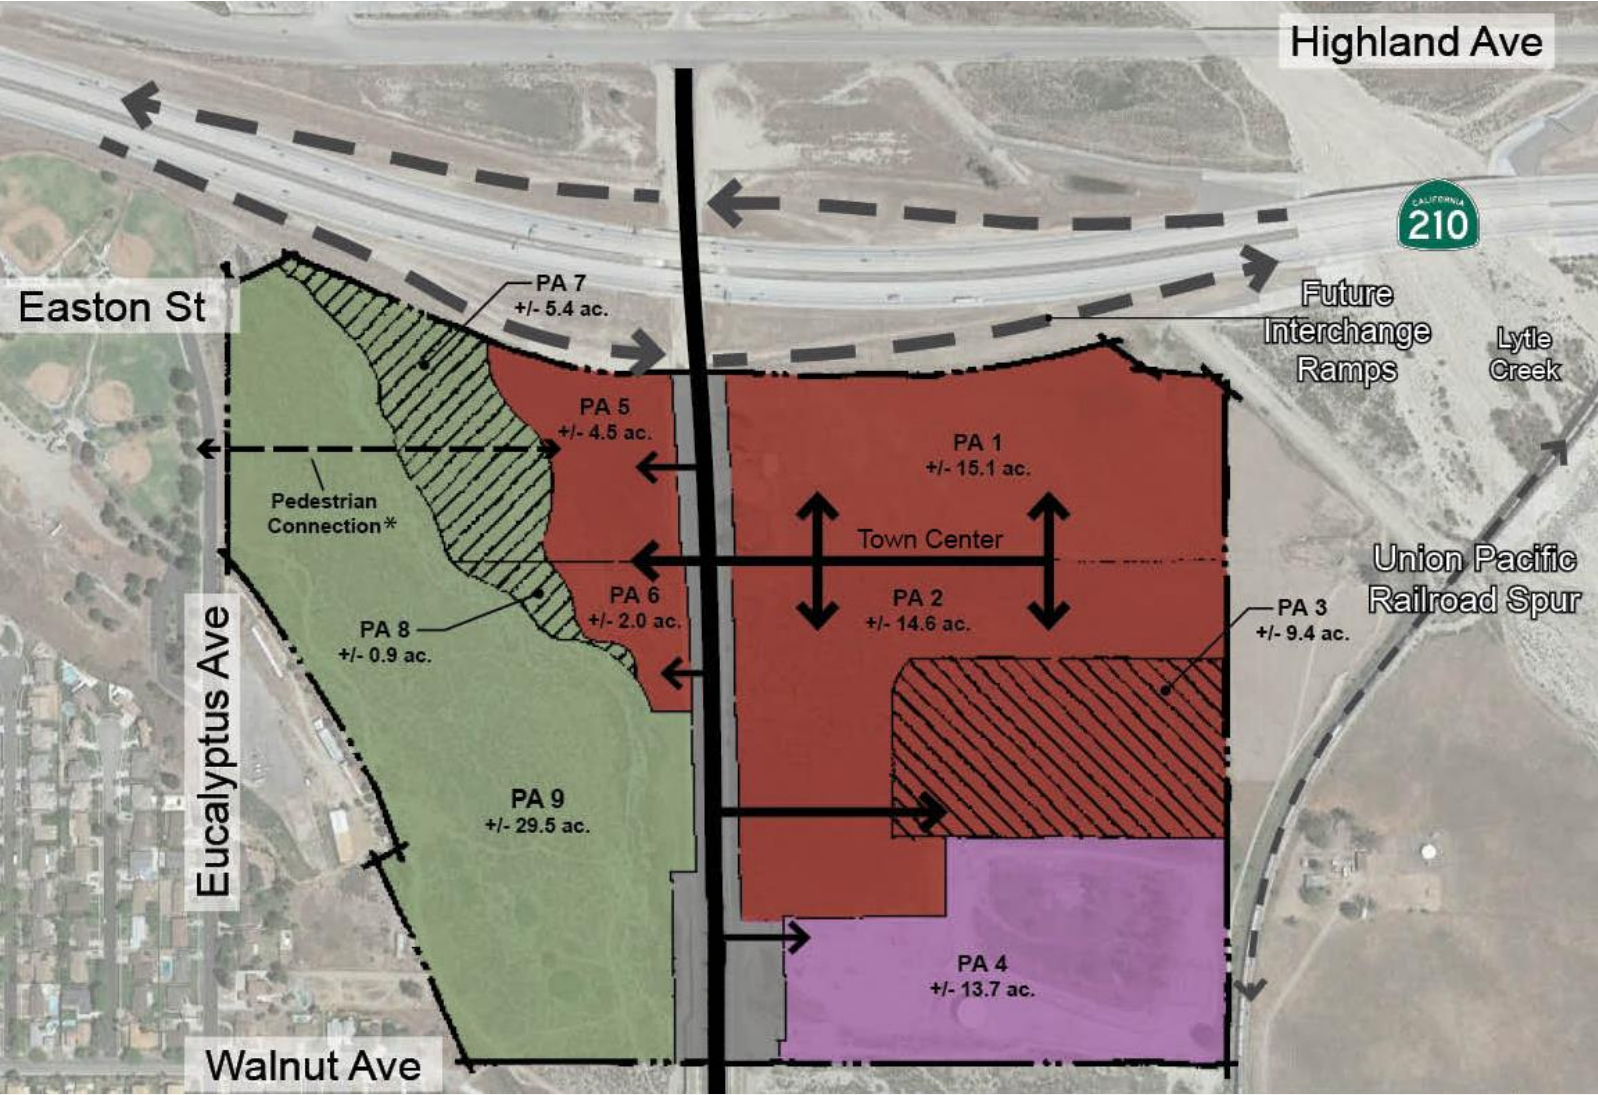 Highland Ave
CALIFORNIA
210
PA 7
+/- 5.4 ac.
Easton St
Future
Interchange
Ramps
Lytle
Creek
PA 5
+/- 4.5 ac.
PA 1
+/- 15.1 ac.
Pedestrian
Connection*
Town Center
Union Pacific
Railroad Spur
PA 6
+/- 2.0 ac.
PA 2
+/- 14.6 ac.
PA 3
+/- 9.4 ac.
PA 8
+/- 0.9 ac.
Eucalyptus Ave
PA 9
+/- 29.5 ac.
PA 4
+/- 13.7 ac.
Walnut Ave